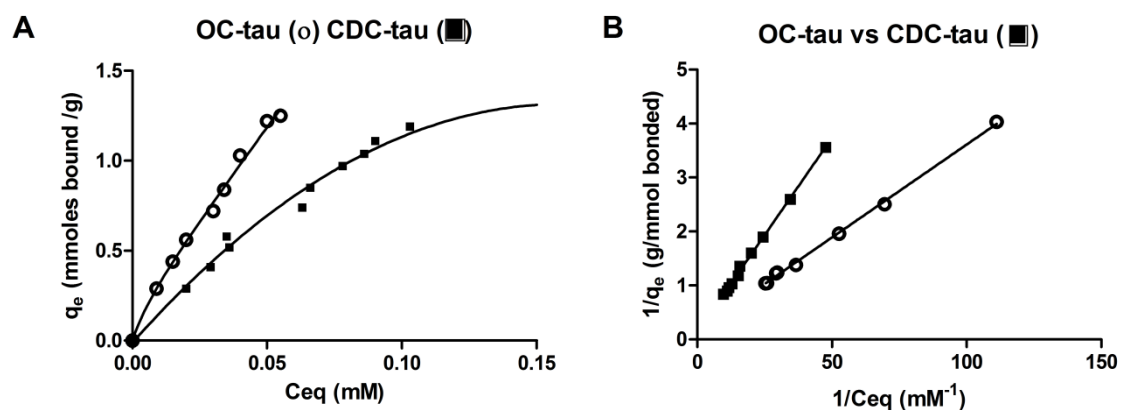 A
OC-tau (o) CDC-tau (■)
1.5
1.0
0.5
0.0
0.00
0.05
0.10
0.15
qe (mmoles bound /g)
Ceq (mM)
B
OC-tau vs CDC-tau (■)
5
4
3
2
1
0
0
50
100
150
1/qe (g/mmol bonded)
1/Ceq (mM⁻¹)